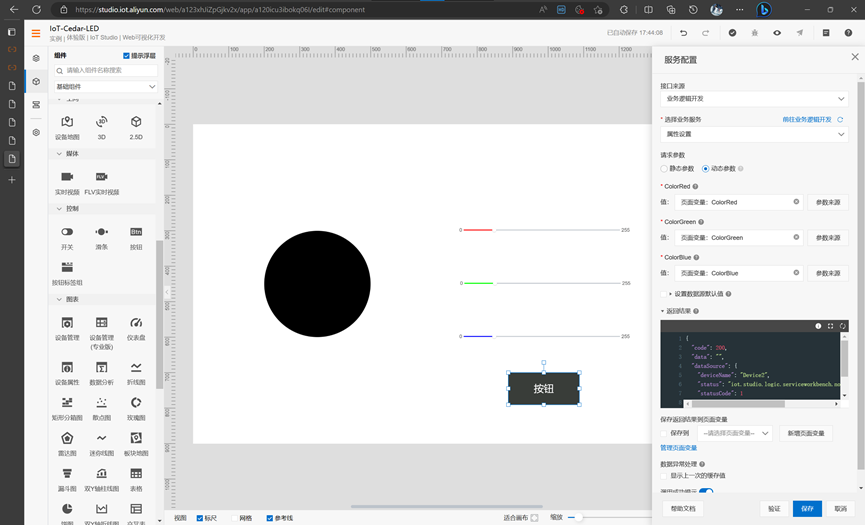 https://studio.iot.aliyun.com/web/a123xhJiZpGjkv2x/app/a120icu3ibokq06l/edit#component
IoT-Cedar-LED
实例 | 体验版 | IoT Studio | Web可视化开发
已自动保存 17:44:08
组件
提示浮层
请输入组件名称搜索
基础组件
设备地图 3D 2.5D
媒体
实时视频 FLV实时视频
控制
开关 滑条 按钮
Btn
按钮标签组
图表
设备管理 设备管理(专业版) 仪表盘
设备属性 数据分析 折线图
矩形分箱图 散点图 玫瑰图
雷达图 迷你线图 板块地图
漏斗图 双Y轴柱线图 表格
0 255
0 255
0 255
按钮
视图 标尺 网格 参考线
适合画布 缩放
服务配置
接口来源
业务逻辑开发
* 选择业务服务 前往业务逻辑开发
属性设置
请求参数
静态参数 动态参数
* ColorRed
值: 页面变量: ColorRed 参数来源
* ColorGreen
值: 页面变量: ColorGreen 参数来源
* ColorBlue
值: 页面变量: ColorBlue 参数来源
设置数据源默认值
返回结果
1 {
2 "code": 200,
3 "data": "",
4 "dataSource": {
5 "deviceName": "Device2",
6 "status": "iot.studio.logic.serviceworkbench.no
7 "statusCode": 1
8
保存返回结果到页面变量
保存到 --请选择页面变量-- 新增页面变量
管理页面变量
数据异常处理
显示上一次的缓存值
帮助文档 验证 保存 取消